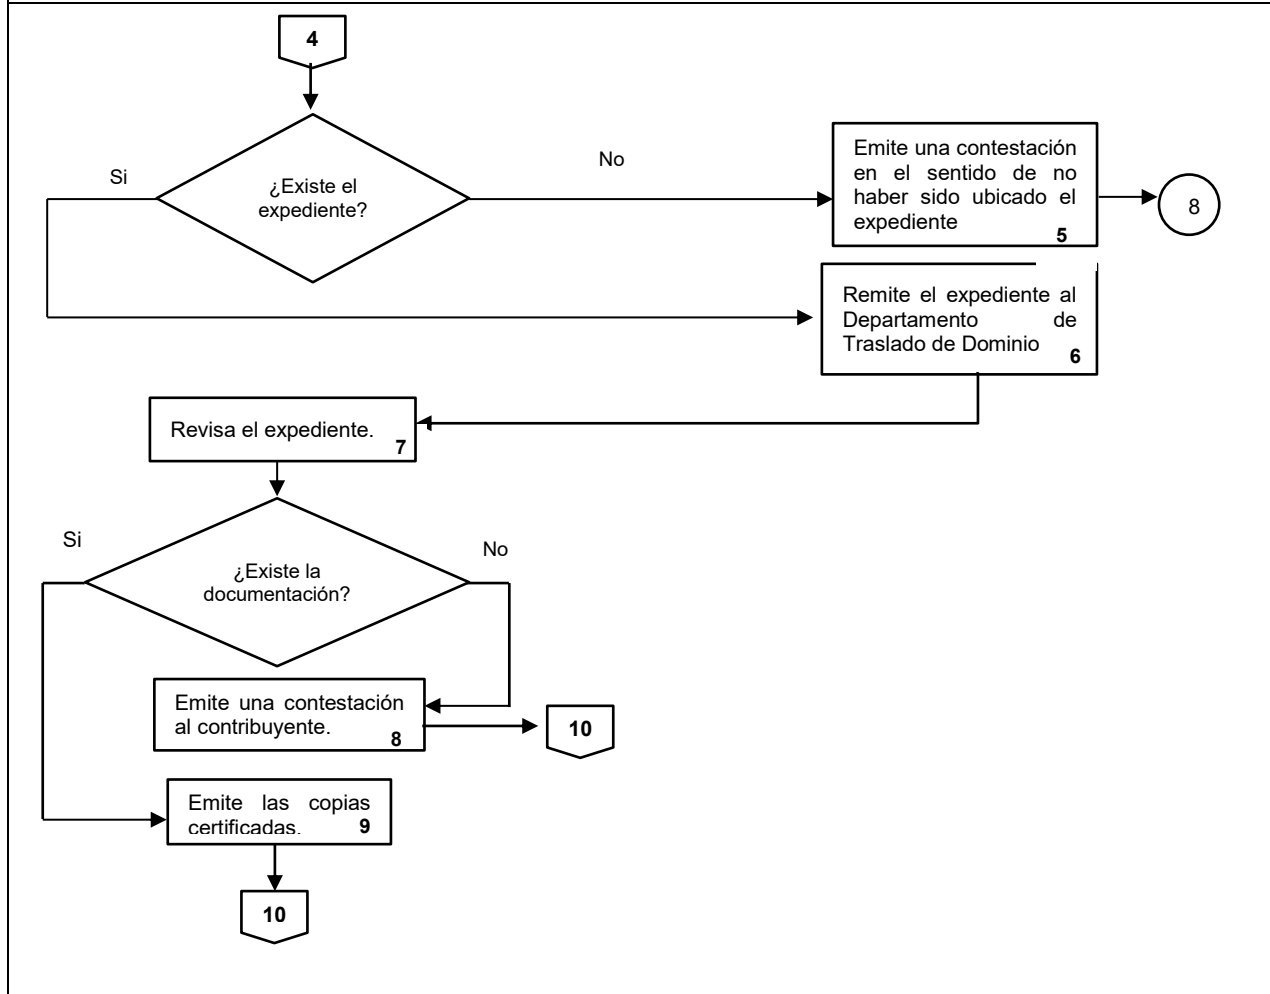 4
¿Existe el
expediente?
Si
No
Emite una contestación
en el sentido de no
haber sido ubicado el
expediente
5
8
Remite el expediente al
Departamento de
Traslado de Dominio
6
Revisa el expediente.
7
¿Existe la
documentación?
Si
No
Emite una contestación
al contribuyente.
8
10
Emite las copias
certificadas.
9
10